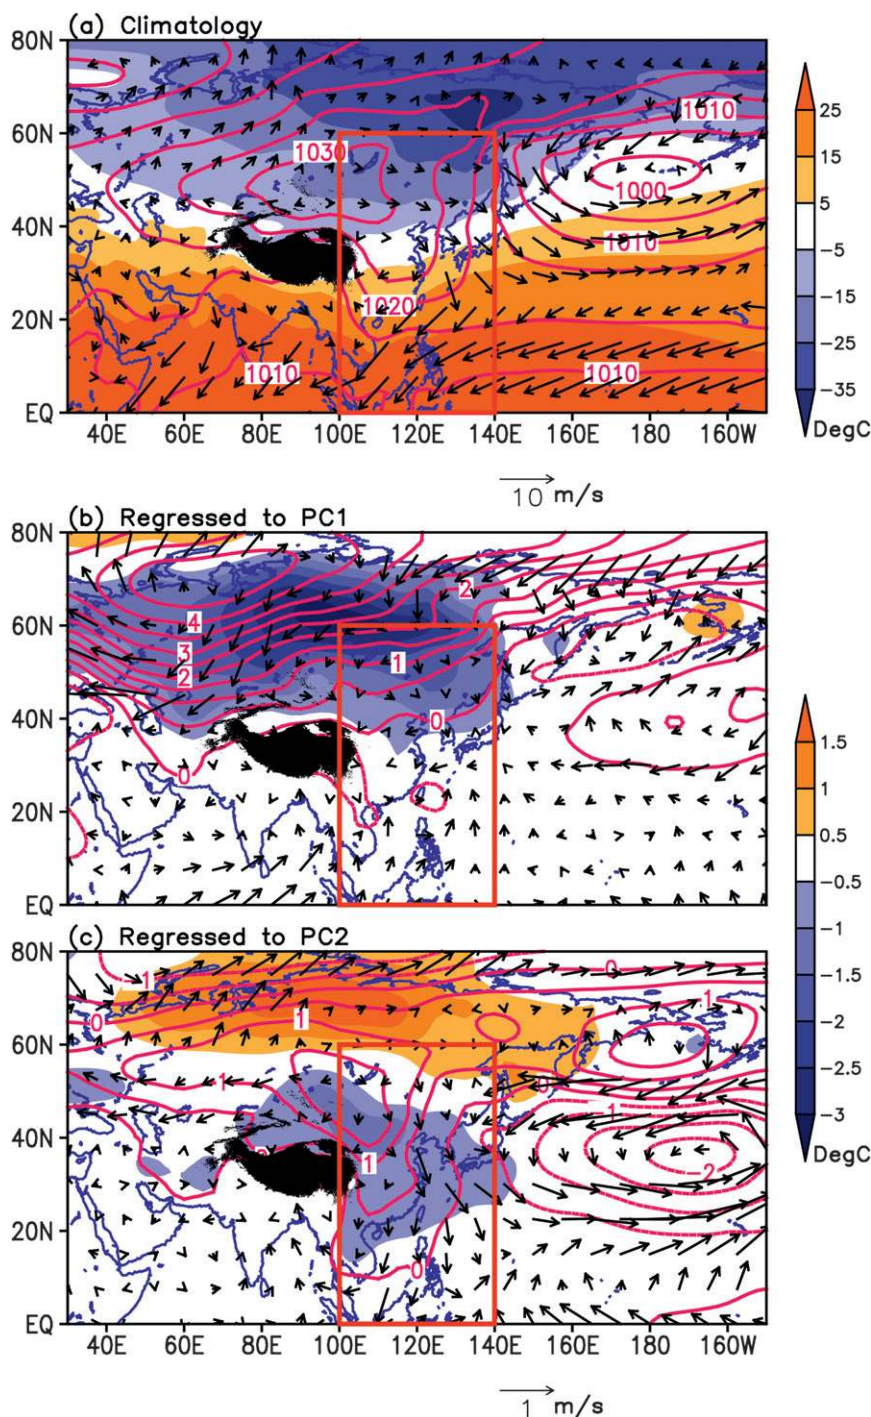 (a) Climatology
80N
60N
40N
20N
EQ
1030
1010
1000
1010
1020
1010
1010
40E 60E 80E 100E 120E 140E 160E 180 160W
25
15
5
-5
-15
-25
-35
DegC
10 m/s
(b) Regressed to PC1
80N
60N
40N
20N
EQ
2
4
3
1
2
0
0
(c) Regressed to PC2
80N
60N
40N
20N
EQ
0
1
1
0
1
1
1
-2
1
0
40E 60E 80E 100E 120E 140E 160E 180 160W
1.5
1
0.5
-0.5
-1
-1.5
-2
-2.5
-3
DegC
1 m/s